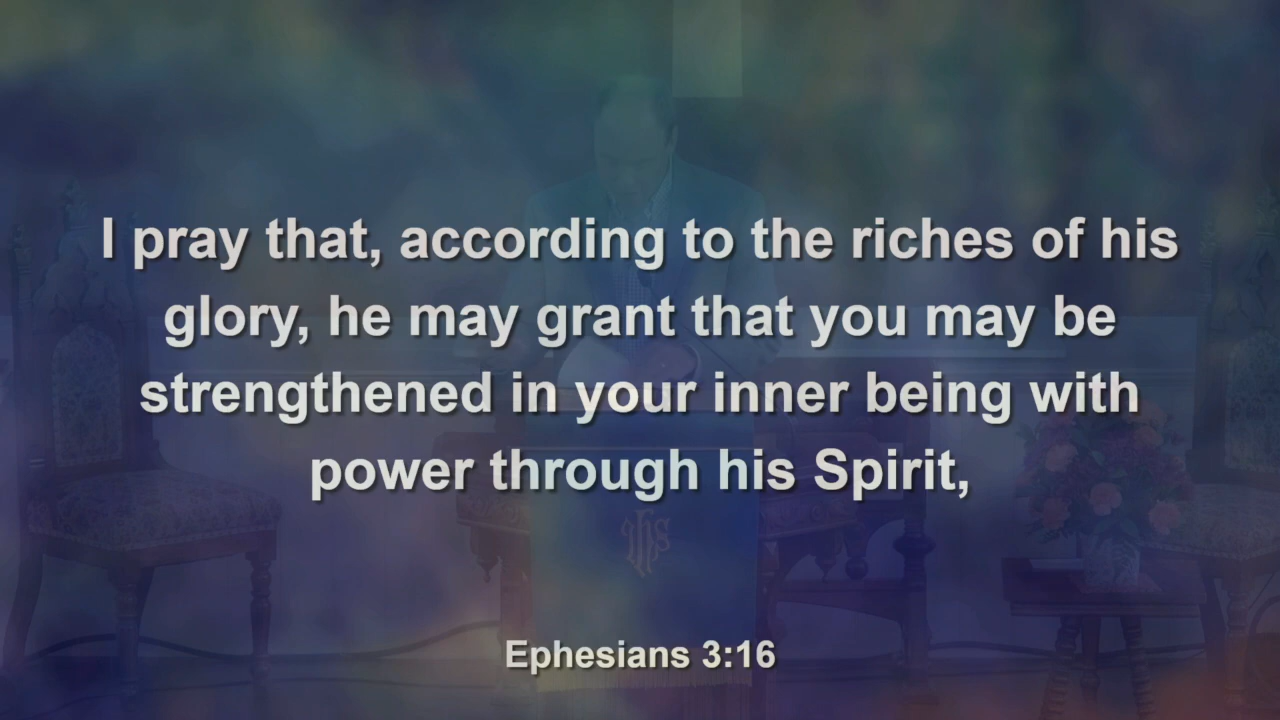 I pray that, according to the riches of his
glory, he may grant that you may be
strengthened in your inner being with
power through his Spirit,
IHS
Ephesians 3:16